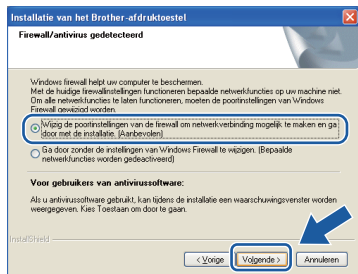 Installatie van het Brother-afdruktoestel
Firewall/antivirus gedetecteerd
Windows firewall helpt uw computer te beschermen.
Met de huidige firewallinstellingen functioneren bepaalde netwerkfuncties op uw machine niet.
Om alle netwerkfuncties te laten functioneren, moeten de poortinstellingen van Windows
Firewall gewijzigd worden.
Wijzig de poortinstellingen van de firewall om netwerkverbinding mogelijk te maken en ga
door met de installatie. (Aanbevolen)
Ga door zonder de instellingen van Windows Firewall te wijzigen. (Bepaalde
netwerkfuncties worden gedeactiveerd)
Voor gebruikers van antivirussoftware:
Als u antivirussoftware gebruikt, kan tijdens de installatie een waarschuwingsvenster worden
weergegeven. Kies Toestaan om door te gaan.
InstallShield
< Vorige
Volgende >
Annuleren